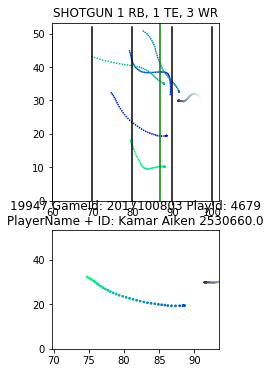 SHOTGUN 1 RB, 1 TE, 3 WR
50
40
30
20
10
0
60 70 80 90 100
19947 GameId: 2017100803 PlayId: 4679
PlayerName + ID: Kamar Aiken 2530660.0
40
20
0
70 75 80 85 90